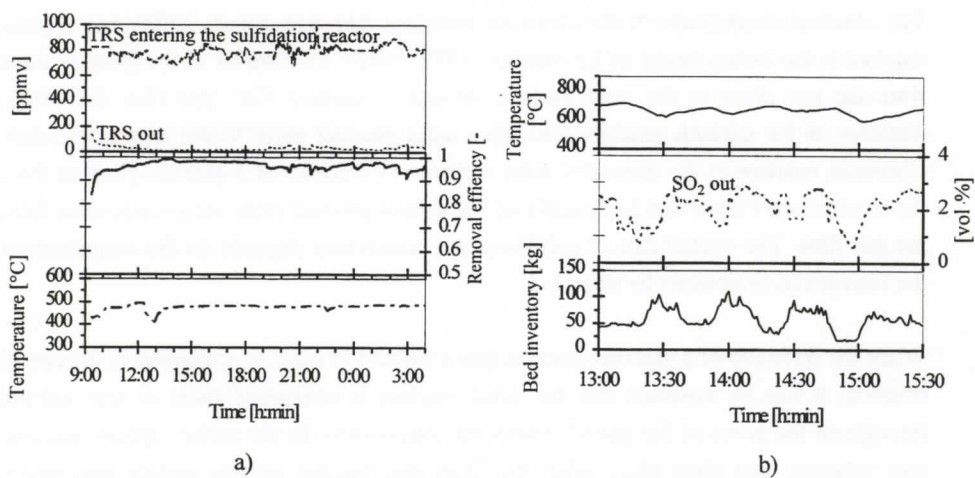 1000
800
600
400
200
0
[ppmv]
TRS entering the sulfidation reactor
TRS out
1
0.9
0.8
0.7
0.6
0.5
Removal effiency [-
600
500
400
300
Temperature [°C]
9:00 12:00 15:00 18:00 21:00 0:00 3:00
Time [h:min]
a)
800
600
400
Temperature
[°C]
SO2 out
4
3
2
1
0
[vol.%]
150
100
50
0
Bed inventory [kg]
13:00 13:30 14:00 14:30 15:00 15:30
Time [h:min]
b)